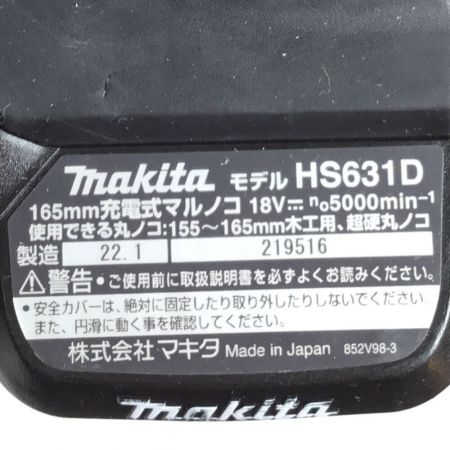 makita モデル HS631D
165mm充電式マルノコ 18V⎓ n₀5000min⁻¹
使用できる丸ノコ:155～165mm木工用、超硬丸ノコ
製造 22.1 219516
⚠警告・ご使用前に取扱説明書を必ずよくお読みください。
・安全カバーは、絶対に固定したり取り外したりしないでください。
また、円滑に動く事を確認してください。
株式会社マキタ Made in Japan 852V98-3
makita